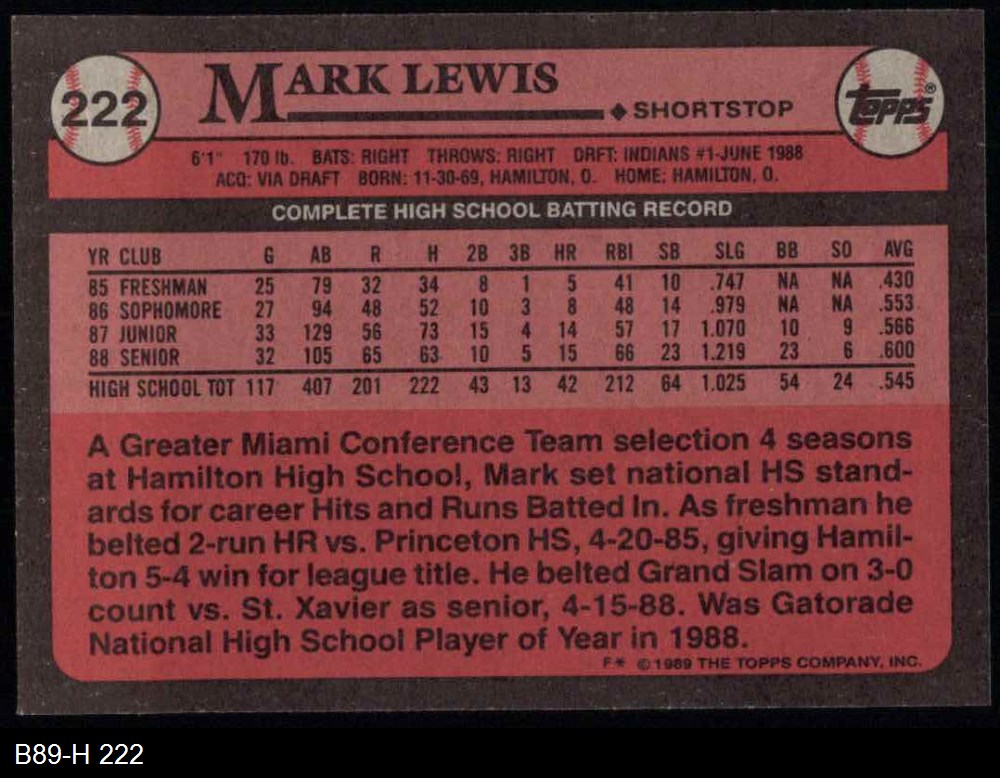 222
MARK LEWIS
◆ SHORTSTOP
Topps®
6'1" 170 lb. BATS: RIGHT THROWS: RIGHT DRFT: INDIANS #1-JUNE 1988
ACQ: VIA DRAFT BORN: 11-30-69, HAMILTON, O. HOME: HAMILTON, O.
COMPLETE HIGH SCHOOL BATTING RECORD
YR CLUB G AB R H 2B 3B HR RBI SB SLG BB SO AVG
85 FRESHMAN 25 79 32 34 8 1 5 41 10 .747 NA NA .430
86 SOPHOMORE 27 94 48 52 10 3 8 48 14 .979 NA NA .553
87 JUNIOR 33 129 56 73 15 4 14 57 17 1.070 10 9 .566
88 SENIOR 32 105 65 63 10 5 15 66 23 1.219 23 6 .600
HIGH SCHOOL TOT 117 407 201 222 43 13 42 212 64 1.025 54 24 .545
A Greater Miami Conference Team selection 4 seasons
at Hamilton High School, Mark set national HS stand-
ards for career Hits and Runs Batted In. As freshman he
belted 2-run HR vs. Princeton HS, 4-20-85, giving Hamil-
ton 5-4 win for league title. He belted Grand Slam on 3-0
count vs. St. Xavier as senior, 4-15-88. Was Gatorade
National High School Player of Year in 1988.
F* © 1989 THE TOPPS COMPANY, INC.
B89-H 222